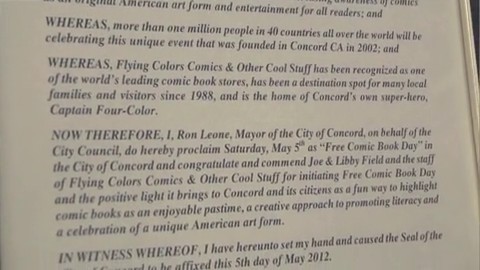 an original American art form and entertainment for all readers; and
WHEREAS, more than one million people in 40 countries all over the world will be
celebrating this unique event that was founded in Concord CA in 2002; and
WHEREAS, Flying Colors Comics & Other Cool Stuff has been recognized as one
of the world's leading comic book stores, has been a destination spot for many local
families and visitors since 1988, and is the home of Concord's own super-hero,
Captain Four-Color.
NOW THEREFORE, I, Ron Leone, Mayor of the City of Concord, on behalf of the
City Council, do hereby proclaim Saturday, May 5th as "Free Comic Book Day" in
the City of Concord and congratulate and commend Joe & Libby Field and the staff
of Flying Colors Comics & Other Cool Stuff for initiating Free Comic Book Day
and the positive light it brings to Concord and its citizens as a fun way to highlight
comic books as an enjoyable pastime, a creative approach to promoting literacy and
a celebration of a unique American art form.
IN WITNESS WHEREOF, I have hereunto set my hand and caused the Seal of the
of Concord to be affixed this 5th day of May 2012.